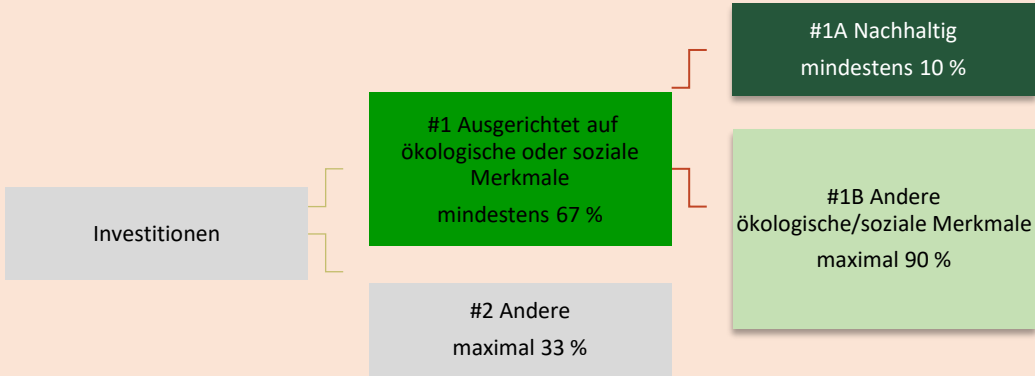 Investitionen
#1 Ausgerichtet auf
ökologische oder soziale
Merkmale
mindestens 67 %
#2 Andere
maximal 33 %
#1A Nachhaltig
mindestens 10 %
#1B Andere
ökologische/soziale Merkmale
maximal 90 %